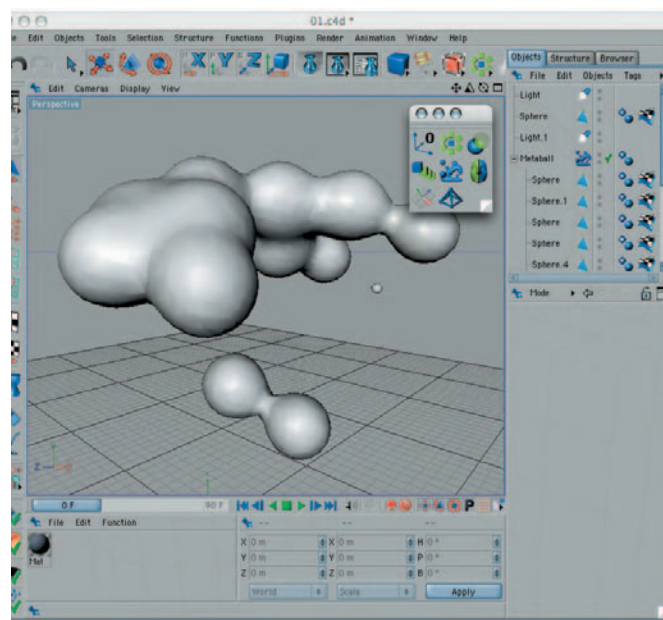 01.c4d *
Edit Objects Tools Selection Structure Functions Plugins Render Animation Window Help
Objects Structure Browser
File Edit Objects Tags
Edit Cameras Display View
Perspective
Light
Sphere
Light.1
Metaball
Sphere
Sphere.1
Sphere
Sphere
Sphere.4
0
X Y Z
Mode
Z
0 F 90 F P
File Edit Function
-- -- --
X 0 m X 0 m H 0 °
Y 0 m Y 0 m P 0 °
Z 0 m Z 0 m B 0 °
World Scale Apply
Mat